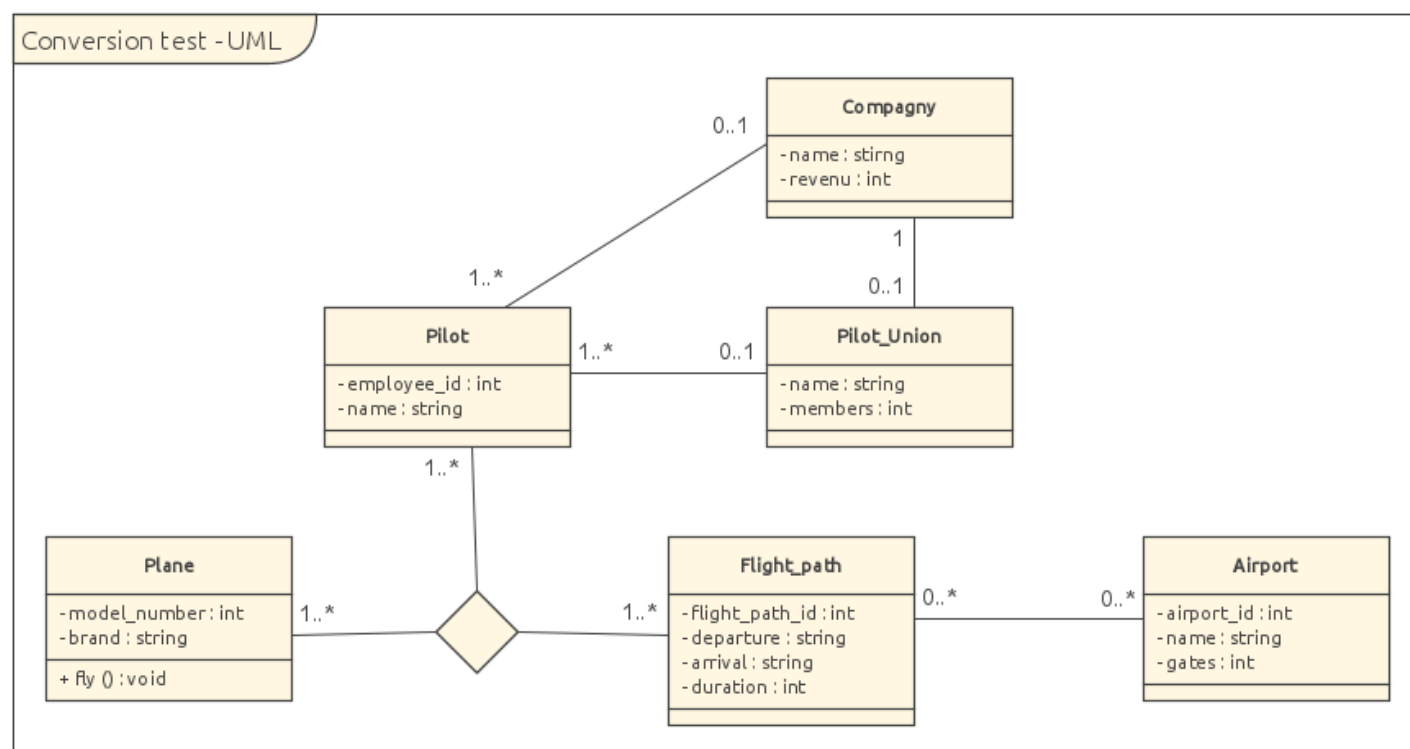 Conversion test - UML
Compagny
0..1
- name : stirng
- revenu : int
1
1..*
0..1
Pilot
Pilot_Union
1..*
0..1
- employee_id : int
- name : string
- name : string
- members : int
1..*
Plane
Flight_path
Airport
- model_number : int
- brand : string
1..*
1..*
- flight_path_id : int
- departure : string
- arrival : string
- duration : int
0..*
0..*
- airport_id : int
- name : string
- gates : int
+ fly () : void